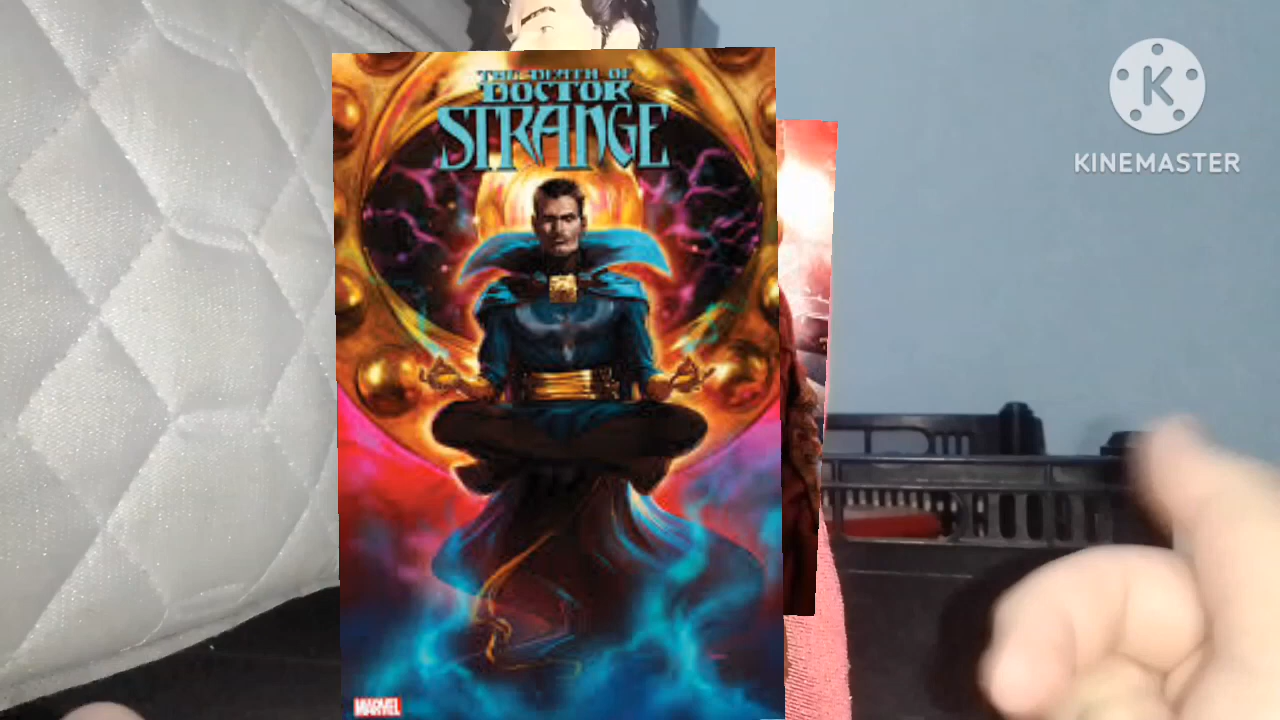 THE DEATH OF
DOCTOR
STRANGE
MARVEL
KINEMASTER